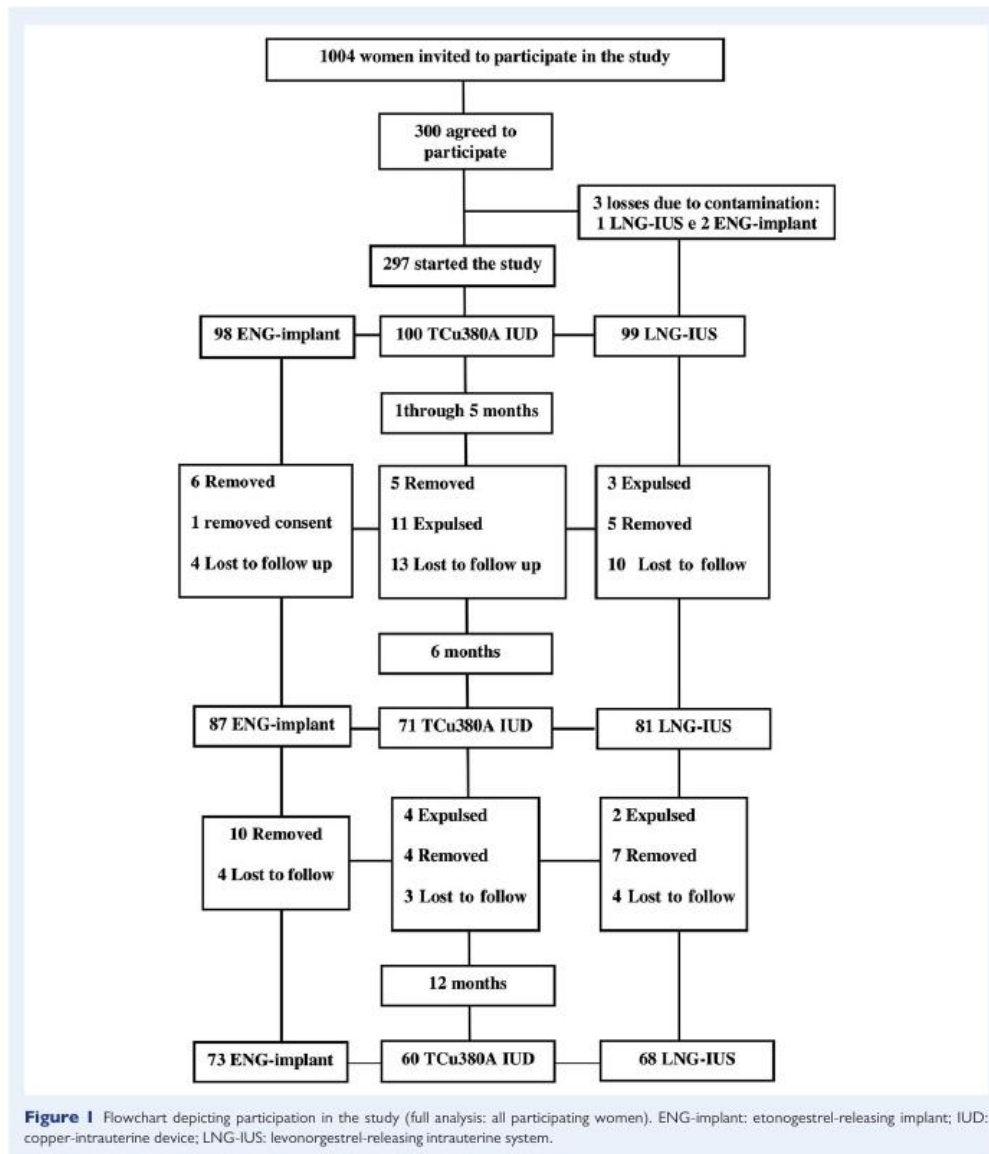 1004 women invited to participate in the study
300 agreed to
participate
3 losses due to contamination:
1 LNG-IUS e 2 ENG-implant
297 started the study
98 ENG-implant
100 TCu380A IUD
99 LNG-IUS
1through 5 months
6 Removed
1 removed consent
4 Lost to follow up
5 Removed
11 Expulsed
13 Lost to follow up
3 Expulsed
5 Removed
10 Lost to follow
6 months
87 ENG-implant
71 TCu380A IUD
81 LNG-IUS
10 Removed
4 Lost to follow
4 Expulsed
4 Removed
3 Lost to follow
2 Expulsed
7 Removed
4 Lost to follow
12 months
73 ENG-implant
60 TCu380A IUD
68 LNG-IUS
Figure 1 Flowchart depicting participation in the study (full analysis: all participating women). ENG-implant: etonogestrel-releasing implant; IUD:
copper-intrauterine device; LNG-IUS: levonorgestrel-releasing intrauterine system.